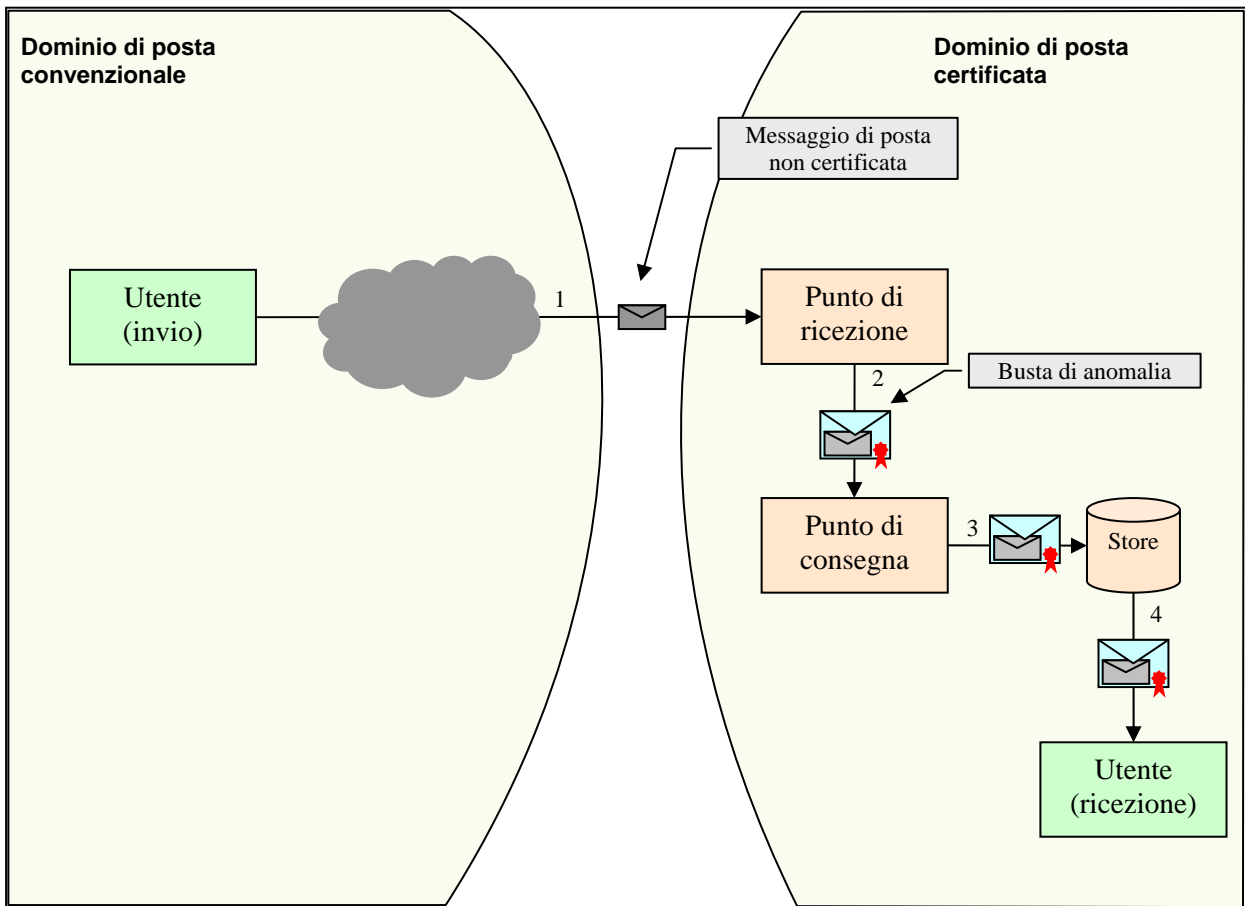 Dominio di posta
convenzionale
Dominio di posta
certificata
Messaggio di posta
non certificata
Utente
(invio)
1
Punto di
ricezione
2
Busta di anomalia
Punto di
consegna
3
Store
4
Utente
(ricezione)